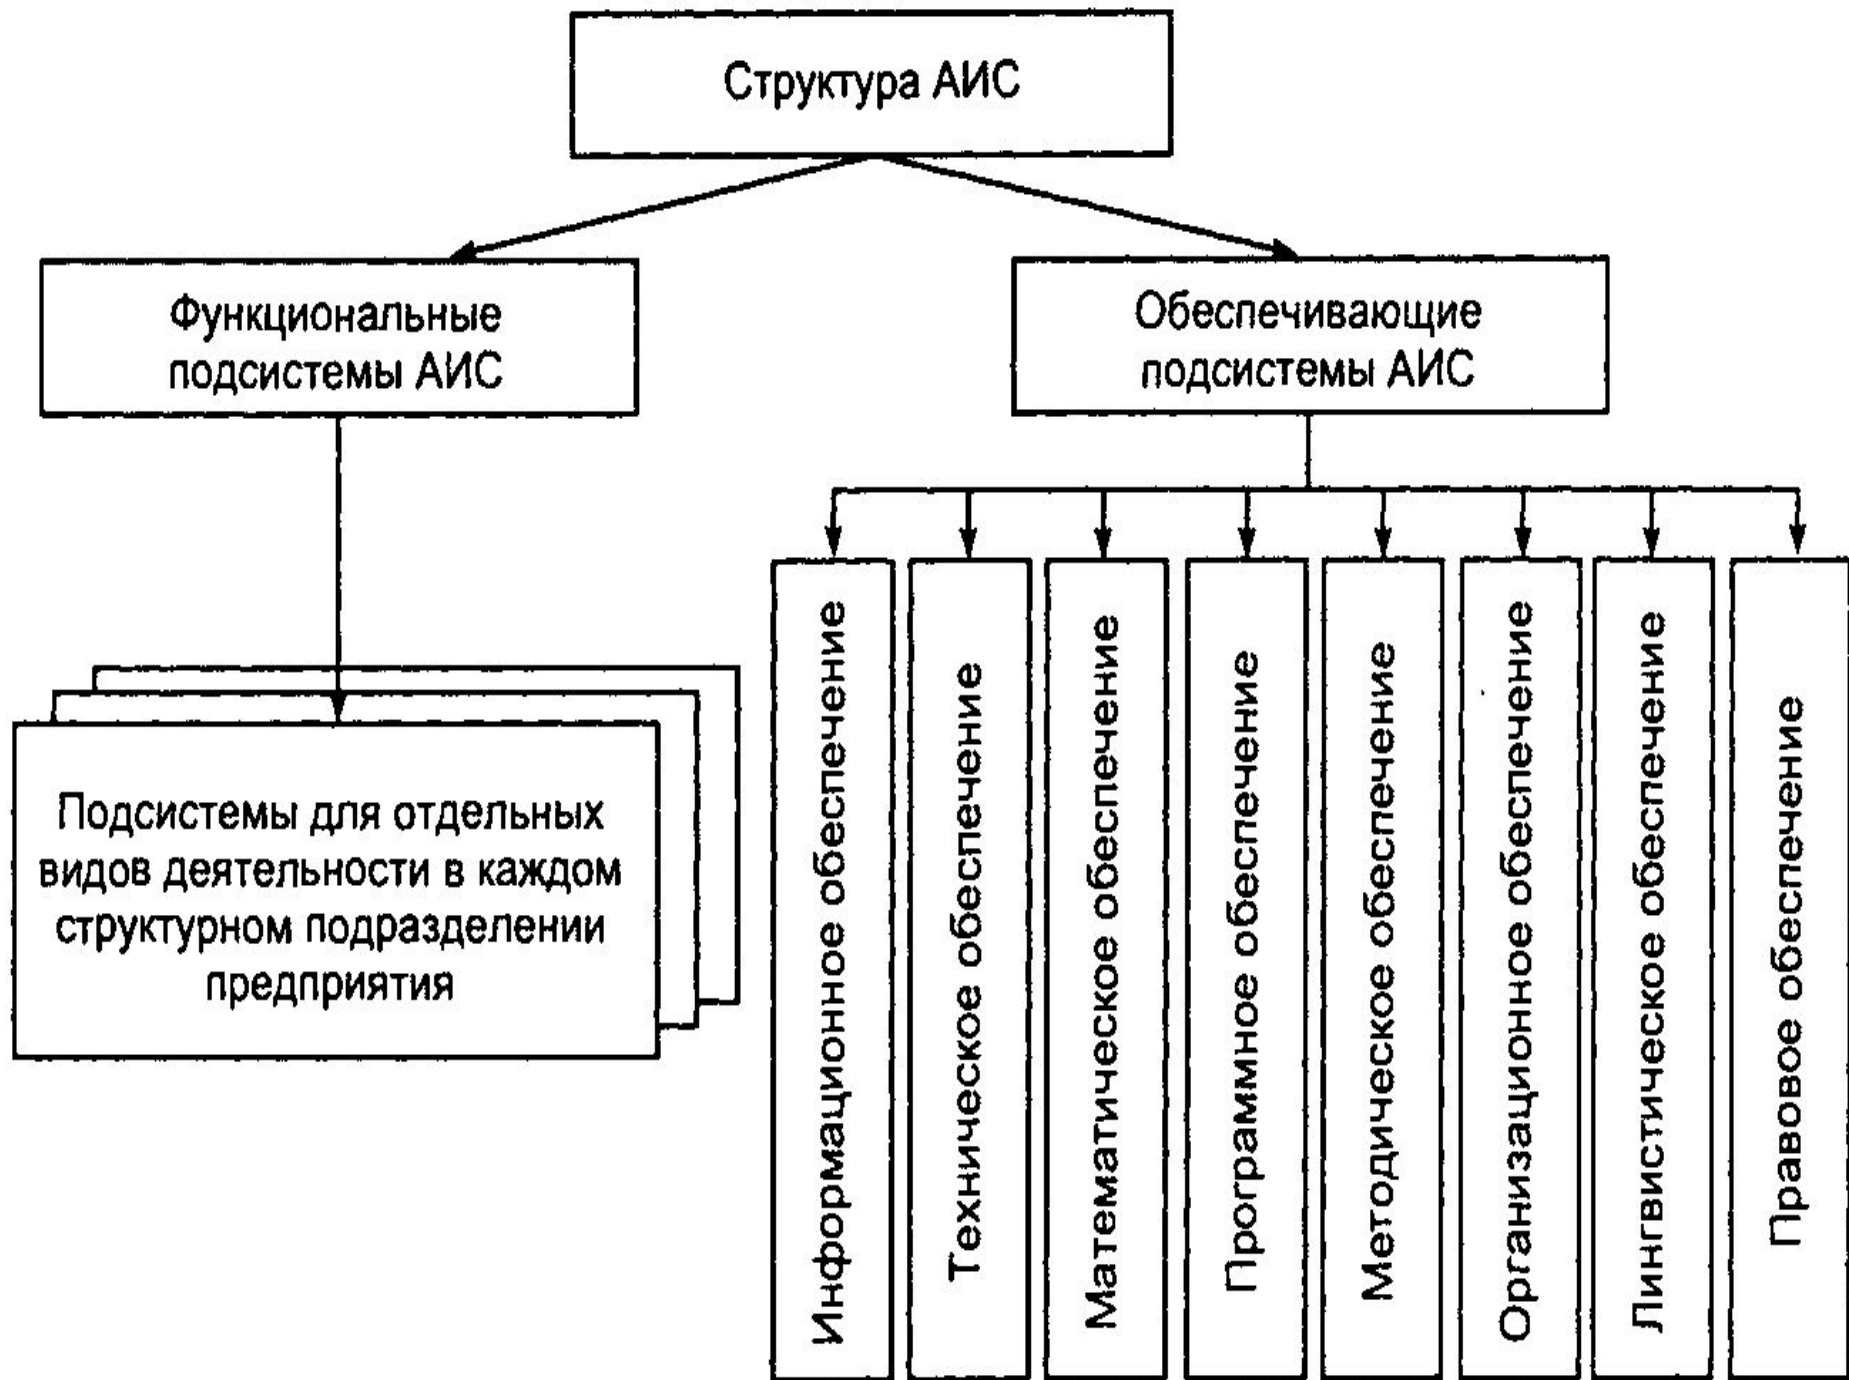 Структура АИС
Функциональные
подсистемы АИС
Обеспечивающие
подсистемы АИС
Подсистемы для отдельных
видов деятельности в каждом
структурном подразделении
предприятия
Информационное обеспечение
Техническое обеспечение
Математическое обеспечение
Программное обеспечение
Методическое обеспечение
Организационное обеспечение
Лингвистическое обеспечение
Правовое обеспечение